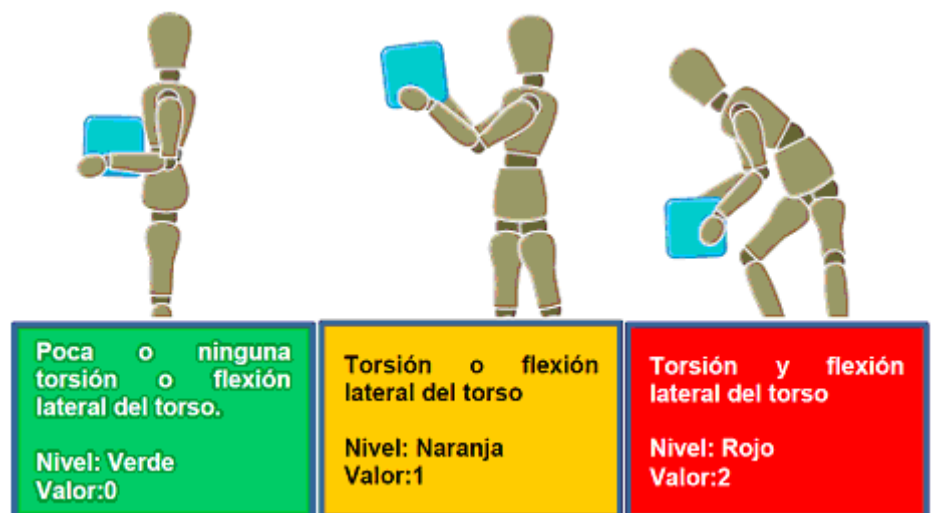 Poca o ninguna
torsión o flexión
lateral del torso.
Nivel: Verde
Valor:0
Torsión o flexión
lateral del torso
Nivel: Naranja
Valor:1
Torsión y flexión
lateral del torso
Nivel: Rojo
Valor:2